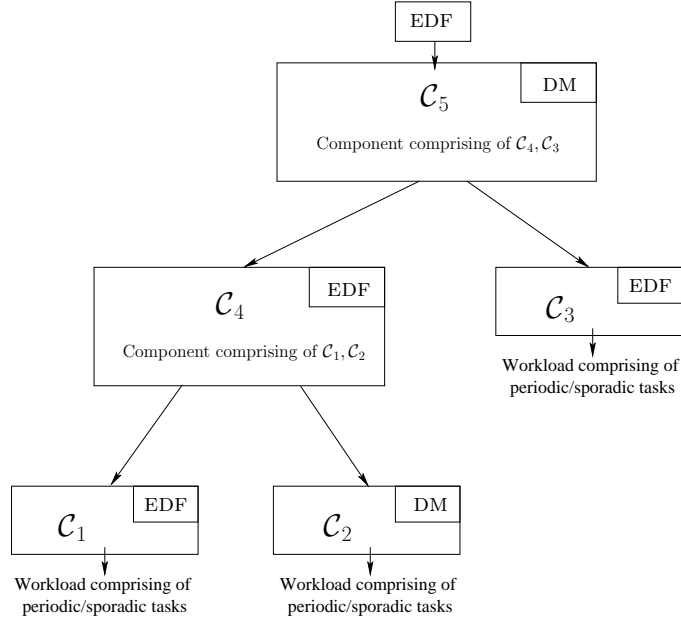 EDF
DM
𝒞5
Component comprising of 𝒞4, 𝒞3
EDF
𝒞4
Component comprising of 𝒞1, 𝒞2
EDF
𝒞3
Workload comprising of
periodic/sporadic tasks
EDF
𝒞1
Workload comprising of
periodic/sporadic tasks
DM
𝒞2
Workload comprising of
periodic/sporadic tasks